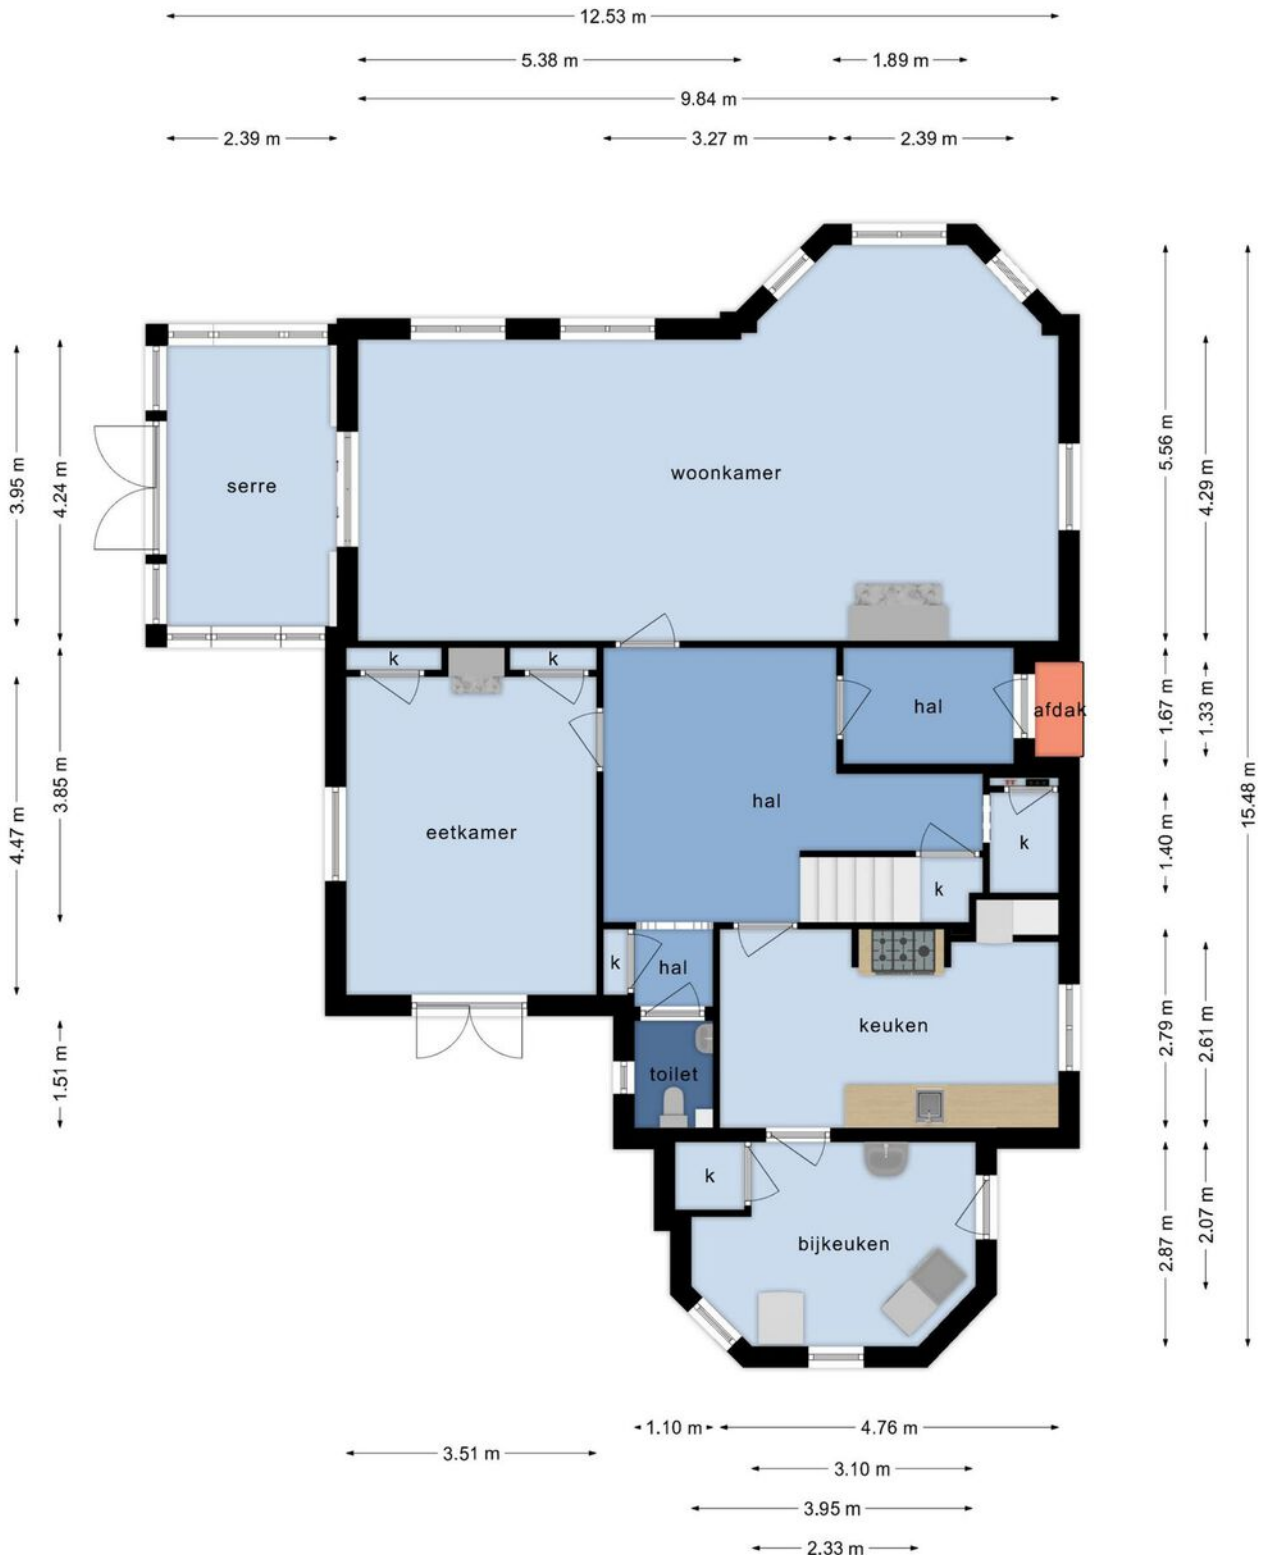 12.53 m
5.38 m
1.89 m
9.84 m
2.39 m
3.27 m
2.39 m
3.95 m
4.24 m
serre
woonkamer
5.56 m
4.29 m
k
k
hal
afdak
1.67 m
1.33 m
15.48 m
4.47 m
3.85 m
eetkamer
hal
k
1.40 m
k
k
hal
keuken
2.79 m
2.61 m
1.51 m
toilet
k
bijkeuken
2.87 m
2.07 m
1.10 m
4.76 m
3.51 m
3.10 m
3.95 m
2.33 m